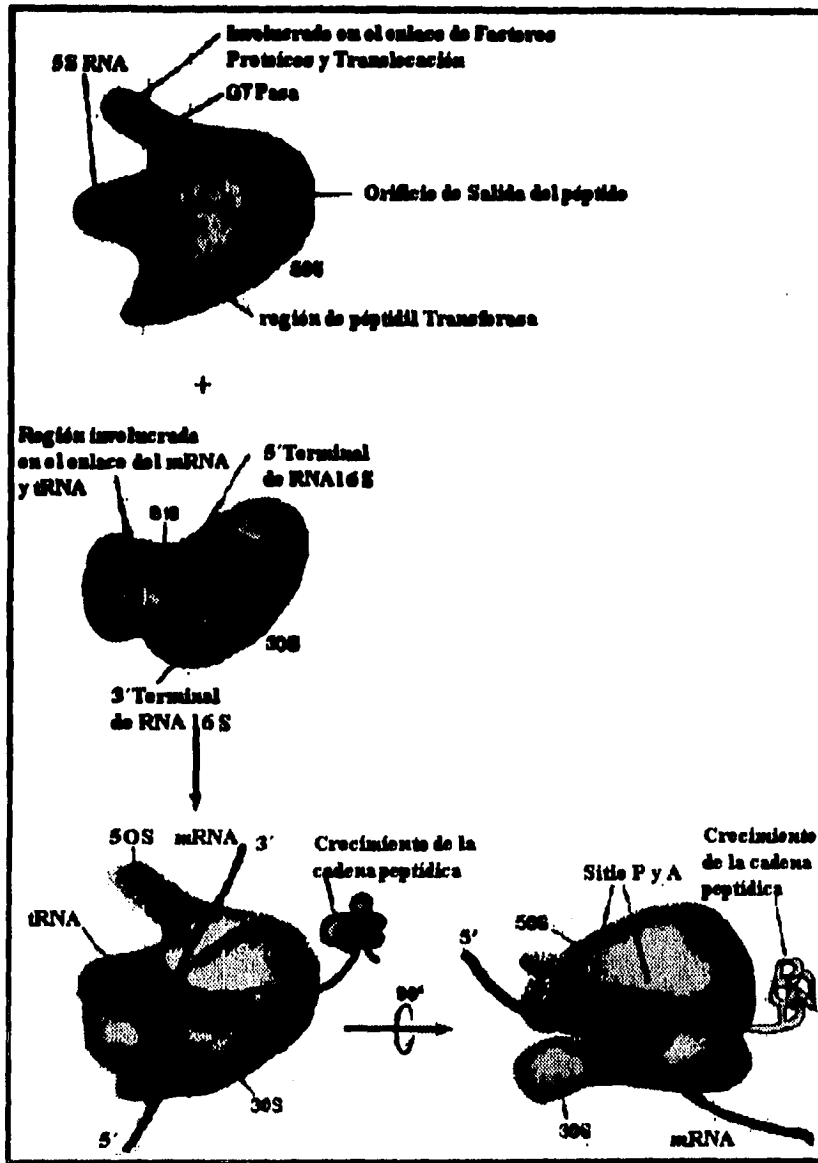 Involucrado en el enlace de Factores
Proteícos y Translocación
5S RNA
GTPasa
Orificio de Salida del péptido
50S
región de péptidil Transferasa
+
Región involucrada
en el enlace del mRNA
y tRNA
5´Terminal
de RNA16S
30S
3´Terminal
de RNA 16 S
5OS
mRNA
3´
Crecimiento de la
cadena peptídica
tRNA
30S
5´
90°
Crecimiento
de la cadena
peptídica
Sitio P y A
5´
50S
30S
mRNA